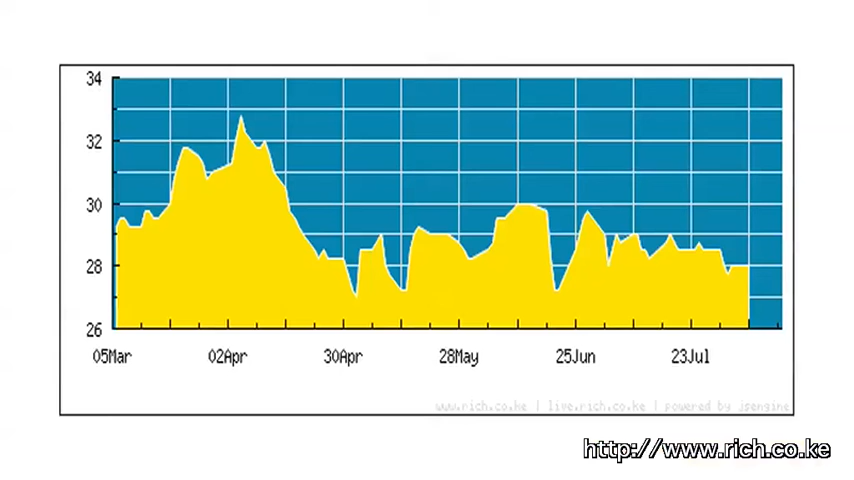 34
32
30
28
26
05Mar 02Apr 30Apr 28May 25Jun 23Jul
www.rich.co.ke | live.rich.co.ke | powered by jsengine
http://www.rich.co.ke